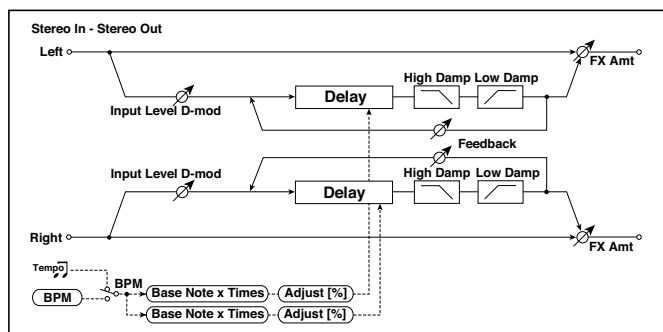 Stereo In - Stereo Out
Left
FX Amt
High Damp Low Damp
Delay
Input Level D-mod
Feedback
Input Level D-mod
High Damp Low Damp
Delay
Right
FX Amt
Tempo
BPM
BPM
Base Note x Times Adjust [%]
Base Note x Times Adjust [%]